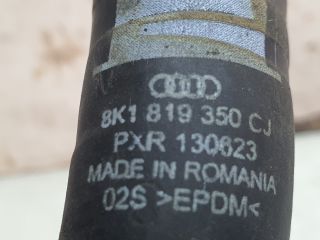 8K1 819 350 CJ
PXR 130623
MADE IN ROMANIA
02S >EPDM<